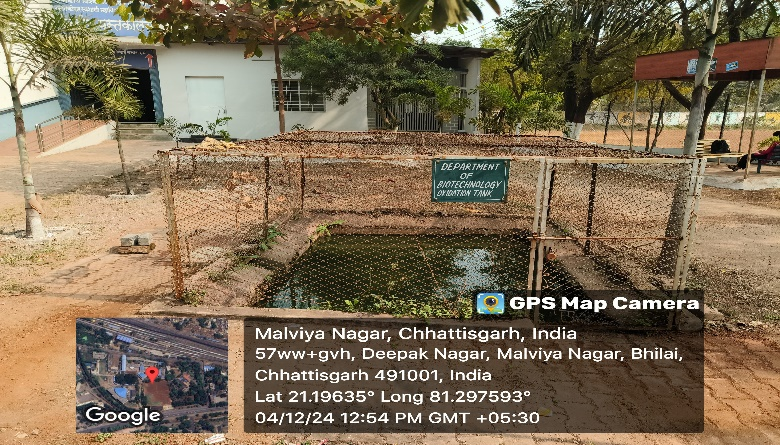 DEPARTMENT
OF
BIOTECHNOLOGY
OXIDATION TANK
GPS Map Camera
Malviya Nagar, Chhattisgarh, India
57ww+gvh, Deepak Nagar, Malviya Nagar, Bhilai,
Chhattisgarh 491001, India
Lat 21.19635° Long 81.297593°
04/12/24 12:54 PM GMT +05:30
Google